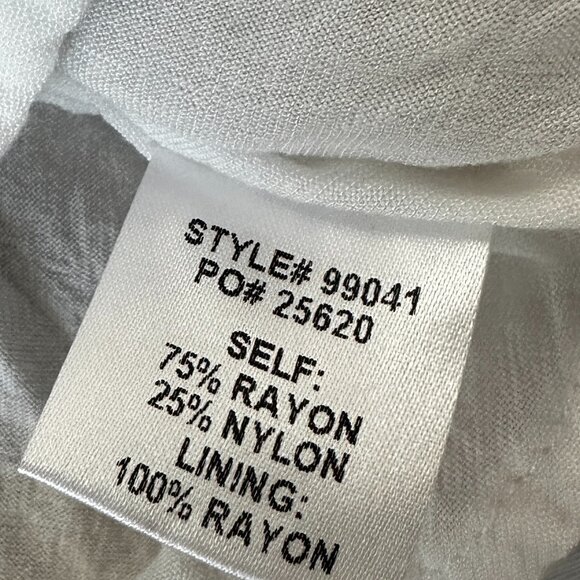 STYLE# 99041
PO# 25620
SELF:
75% RAYON
25% NYLON
LINING:
100% RAYON